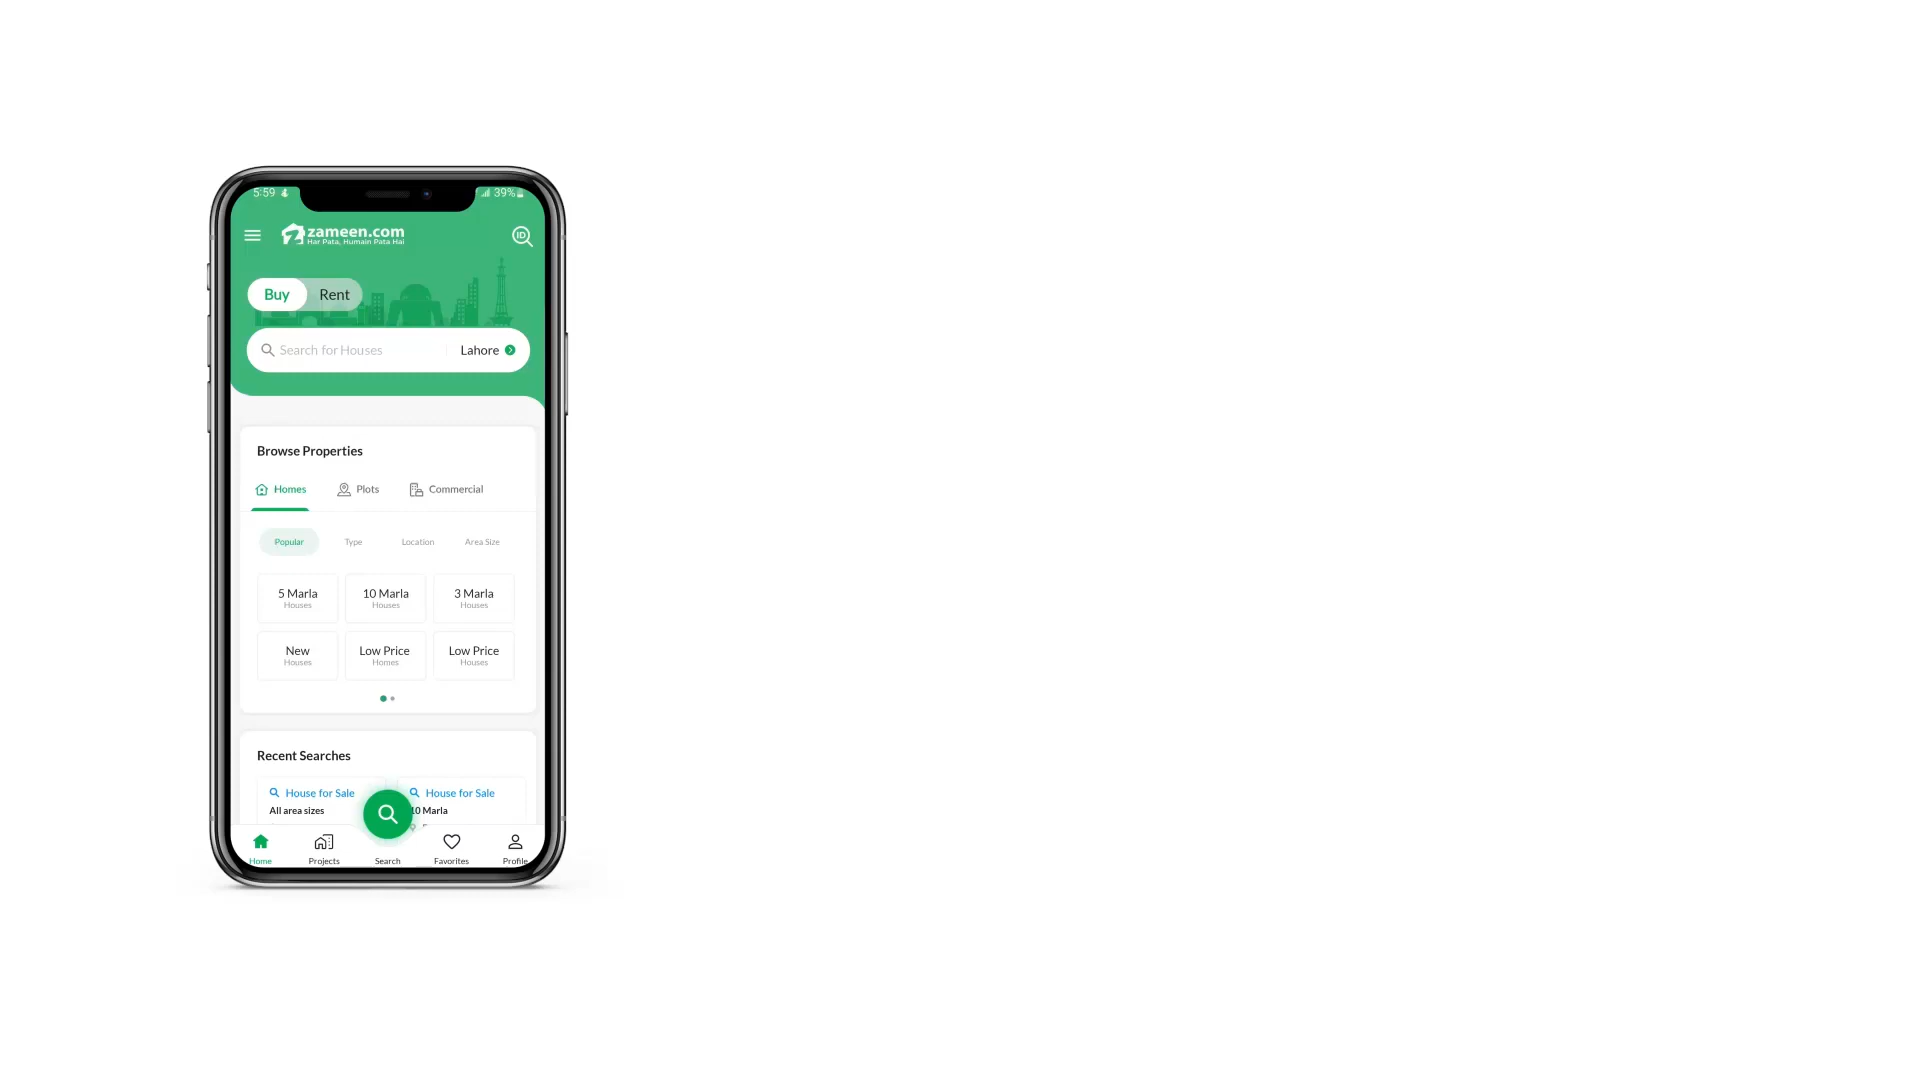 5:59
39%
zameen.com
Har Pata, Humain Pata Hai
ID
Buy Rent
Search for Houses Lahore
Browse Properties
Homes Plots Commercial
Popular Type Location Area Size
5 Marla 10 Marla 3 Marla
Houses Houses Houses
New Low Price Low Price
Houses Homes Houses
Recent Searches
House for Sale House for Sale
All area sizes 10 Marla
Home Projects Search Favorites Profile